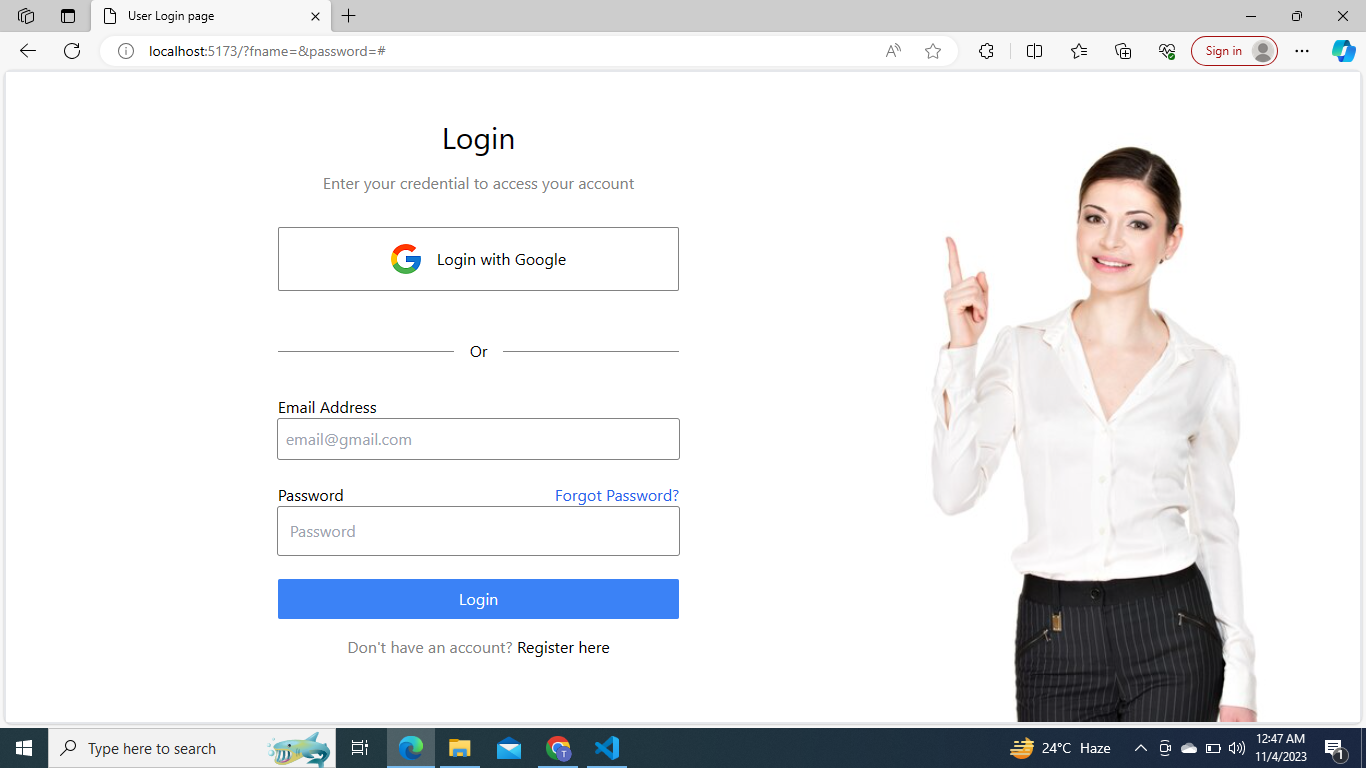 User Login page
localhost:5173/?fname=&password=#
Sign in
Login
Enter your credential to access your account
Login with Google
Or
Email Address
email@gmail.com
Password Forgot Password?
Password
Login
Don't have an account? Register here
Type here to search
24°C Haze
12:47 AM
11/4/2023
1
T